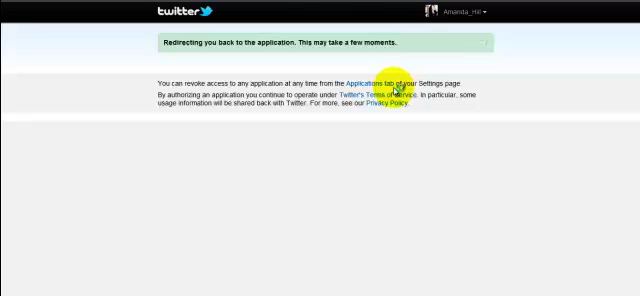 twitter
Amanda_Hill
Redirecting you back to the application. This may take a few moments.
You can revoke access to any application at any time from the Applications tab of your Settings page
By authorizing an application you continue to operate under Twitter's Terms of Service. In particular, some
usage information will be shared back with Twitter. For more, see our Privacy Policy.